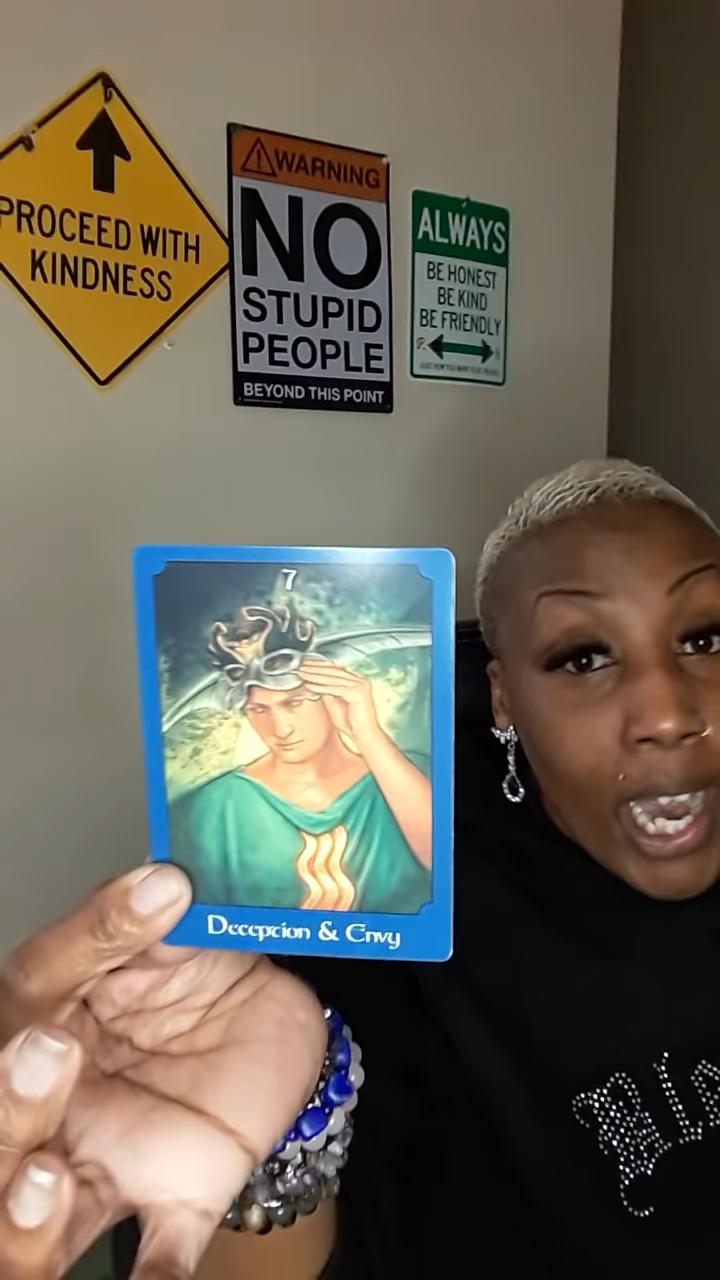 PROCEED WITH
KINDNESS
WARNING
NO
STUPID
PEOPLE
BEYOND THIS POINT
ALWAYS
BE HONEST
BE KIND
BE FRIENDLY
7
Deception & Envy